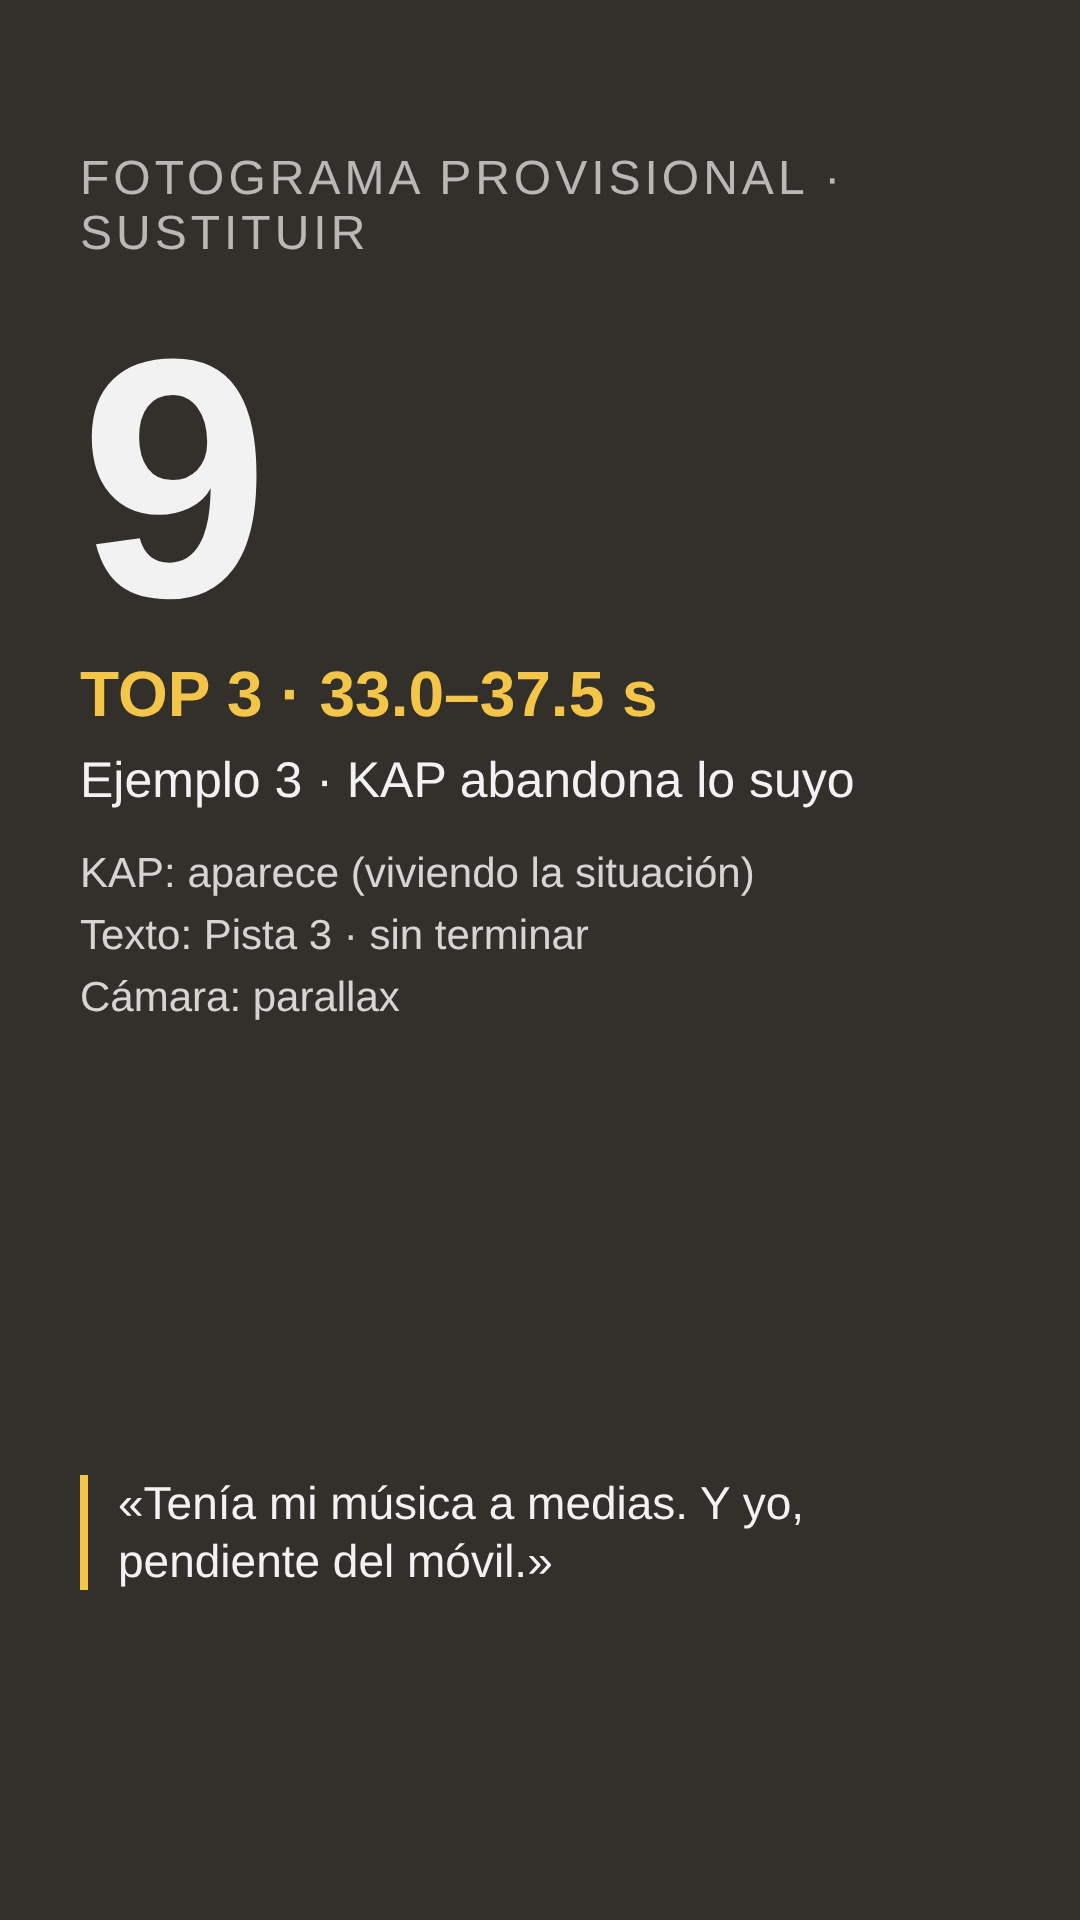 FOTOGRAMA PROVISIONAL ·
SUSTITUIR
9
TOP 3 · 33.0–37.5 s
Ejemplo 3 · KAP abandona lo suyo
KAP: aparece (viviendo la situación)
Texto: Pista 3 · sin terminar
Cámara: parallax
«Tenía mi música a medias. Y yo,
pendiente del móvil.»